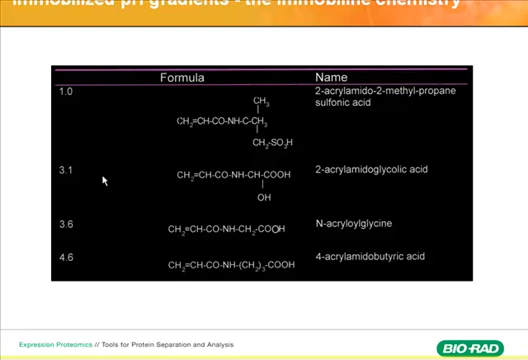 Immobilized pH gradients - the immobiline chemistry
Formula Name
1.0 2-acrylamido-2-methyl-propane
sulfonic acid
CH3
CH2=CH-CO-NH-C-CH3
CH2-SO3H
3.1 CH2=CH-CO-NH-CH-COOH 2-acrylamidoglycolic acid
OH
3.6 CH2=CH-CO-NH-CH2-COOH N-acryloylglycine
4.6 CH2=CH-CO-NH-(CH2)3-COOH 4-acrylamidobutyric acid
Expression Proteomics // Tools for Protein Separation and Analysis
BIO-RAD